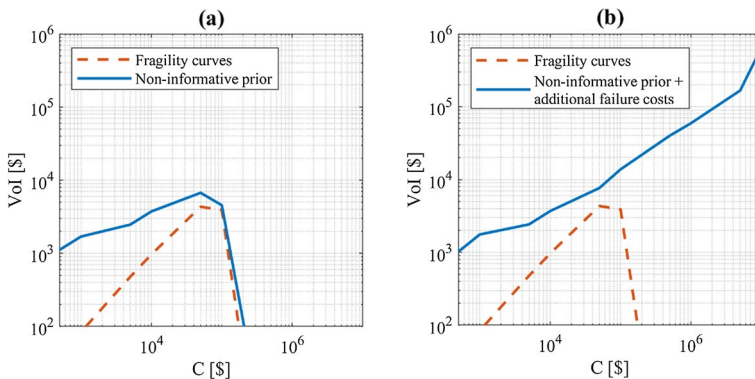 (a)
10^6
10^5
10^4
10^3
10^2
VoI [$]
Fragility curves
Non-informative prior
10^4
10^6
C [$]
(b)
10^6
10^5
10^4
10^3
10^2
VoI [$]
Fragility curves
Non-informative prior +
additional failure costs
10^4
10^6
C [$]